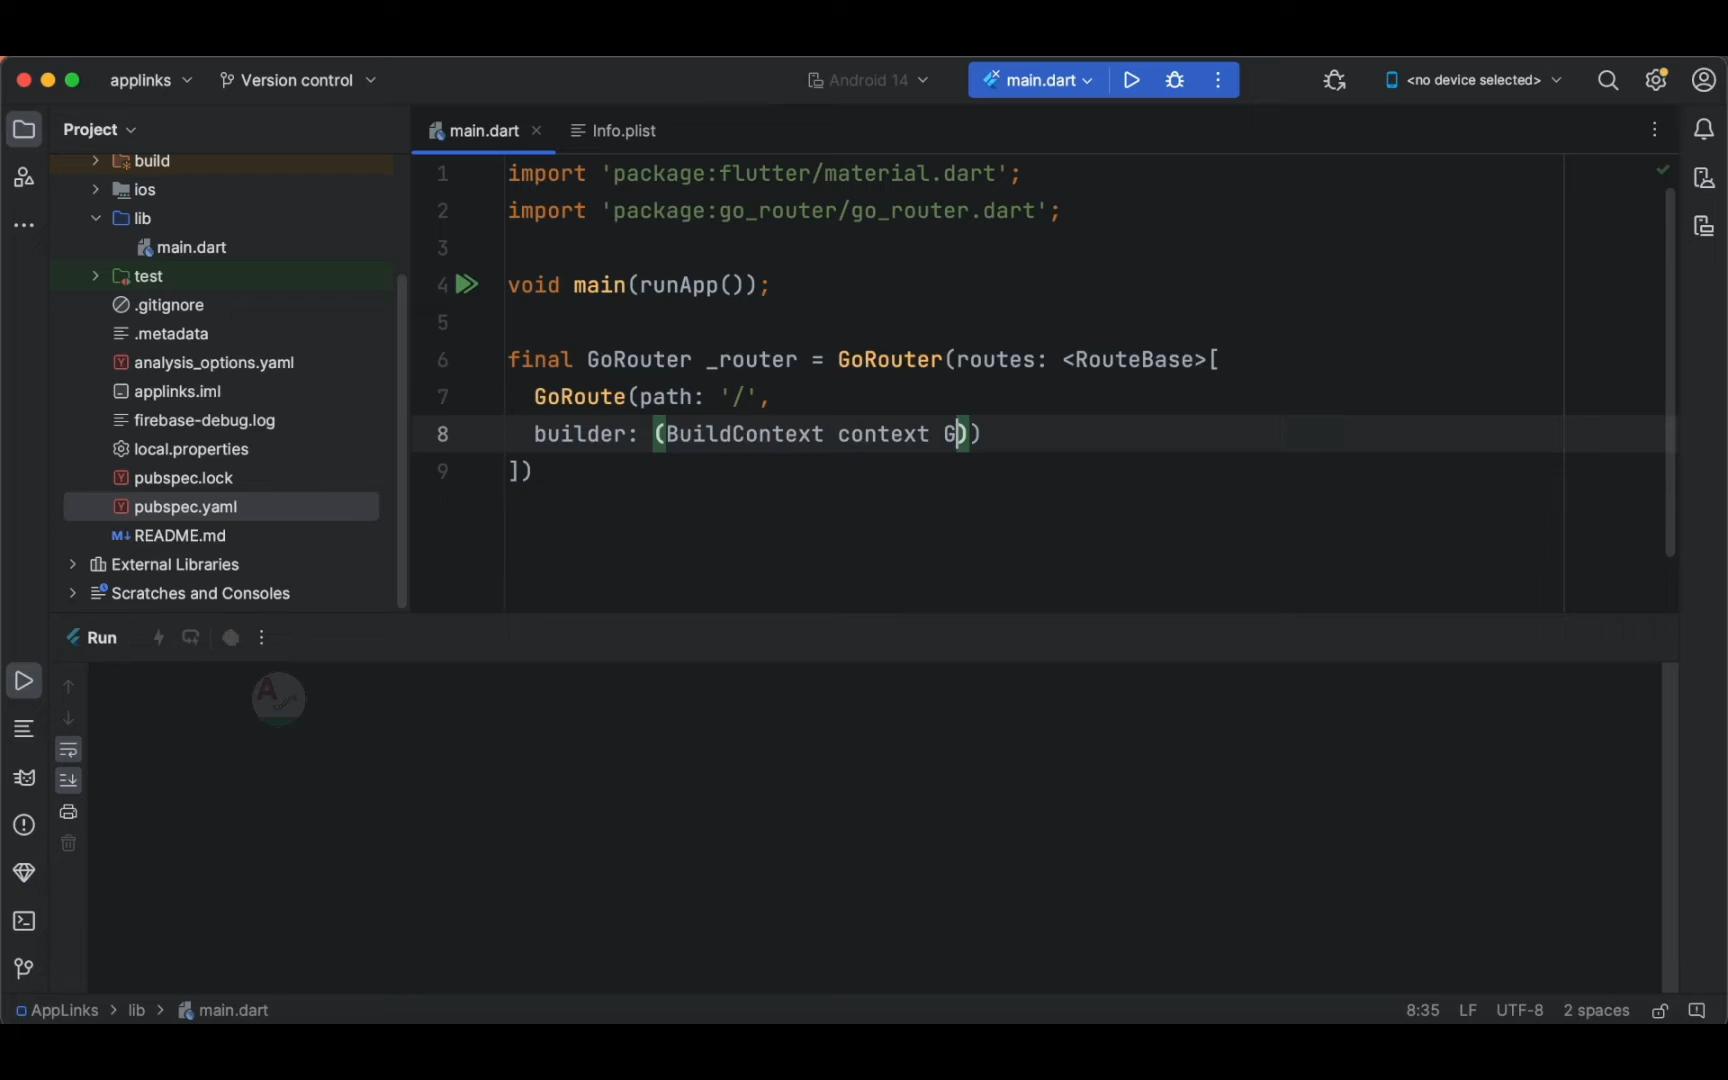 applinks
Version control
Android 14
main.dart
<no device selected>
Project
main.dart
Info.plist
build
ios
lib
main.dart
test
.gitignore
.metadata
analysis_options.yaml
applinks.iml
firebase-debug.log
local.properties
pubspec.lock
pubspec.yaml
README.md
External Libraries
Scratches and Consoles
1 import 'package:flutter/material.dart';
2 import 'package:go_router/go_router.dart';
3
4 void main(runApp());
5
6 final GoRouter _router = GoRouter(routes: <RouteBase>[
7 GoRoute(path: '/',
8 builder: (BuildContext context G))
9 ])
Run
AppLinks > lib > main.dart
8:35 LF UTF-8 2 spaces